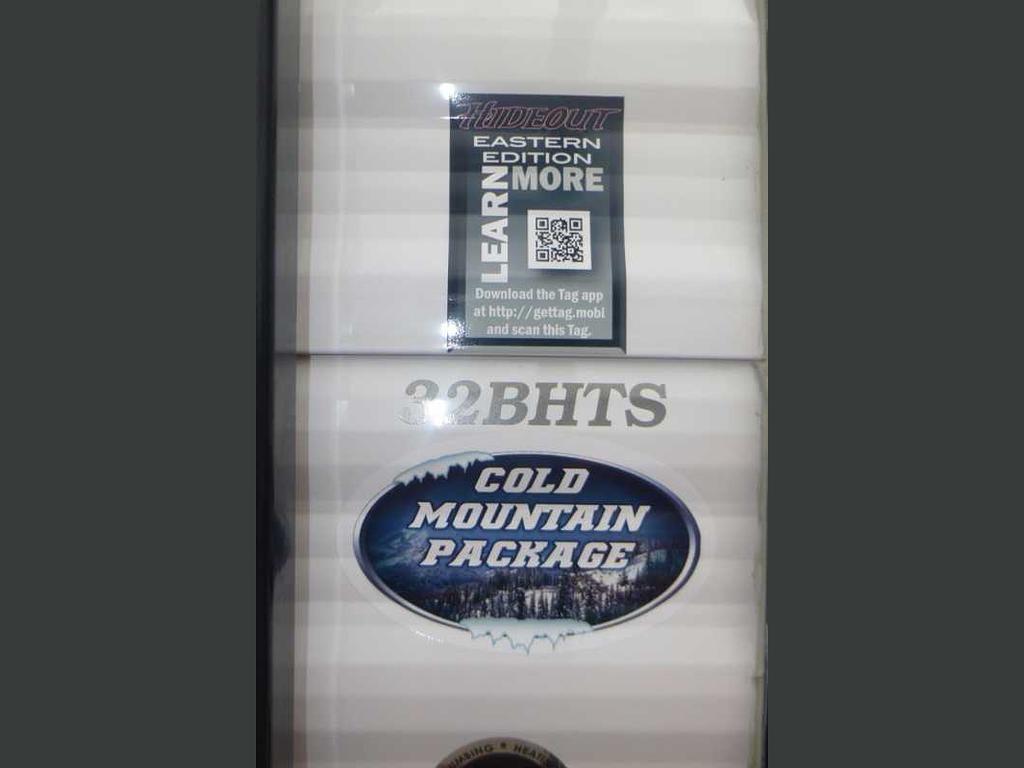 HIDEOUT
EASTERN
EDITION
LEARN
MORE
Download the Tag app
at http://gettag.mobi
and scan this Tag.
32BHTS
COLD
MOUNTAIN
PACKAGE